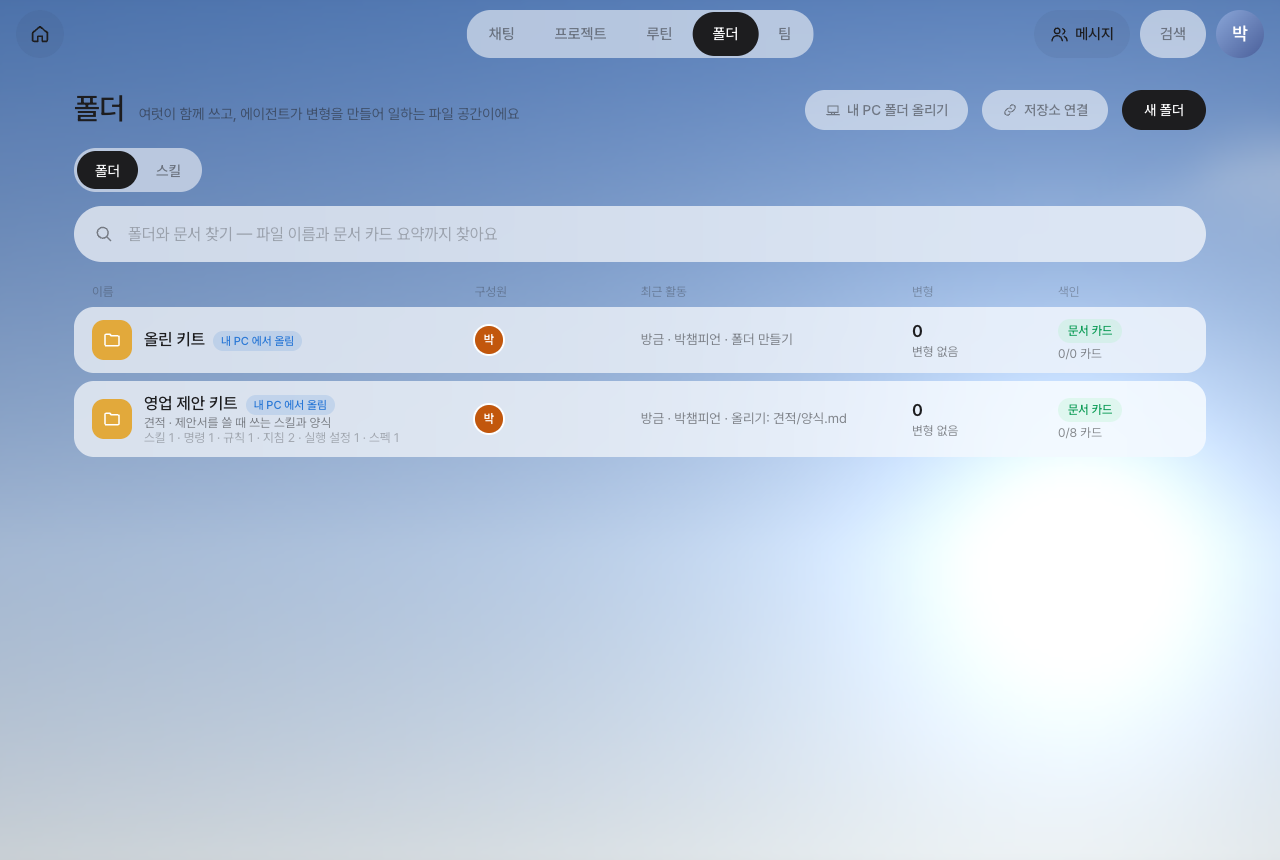 채팅 프로젝트 루틴 폴더 팀 메시지 검색 박
폴더 여럿이 함께 쓰고, 에이전트가 변형을 만들어 일하는 파일 공간이에요 내 PC 폴더 올리기 저장소 연결 새 폴더
폴더 스킬
폴더와 문서 찾기 — 파일 이름과 문서 카드 요약까지 찾아요
이름 구성원 최근 활동 변형 색인
올린 키트 내 PC 에서 올림 박 방금 · 박챔피언 · 폴더 만들기 0 문서 카드
변형 없음 0/0 카드
영업 제안 키트 내 PC 에서 올림 박 방금 · 박챔피언 · 올리기: 견적/양식.md 0 문서 카드
견적 · 제안서를 쓸 때 쓰는 스킬과 양식 변형 없음 0/8 카드
스킬 1 · 명령 1 · 규칙 1 · 지침 2 · 실행 설정 1 · 스펙 1